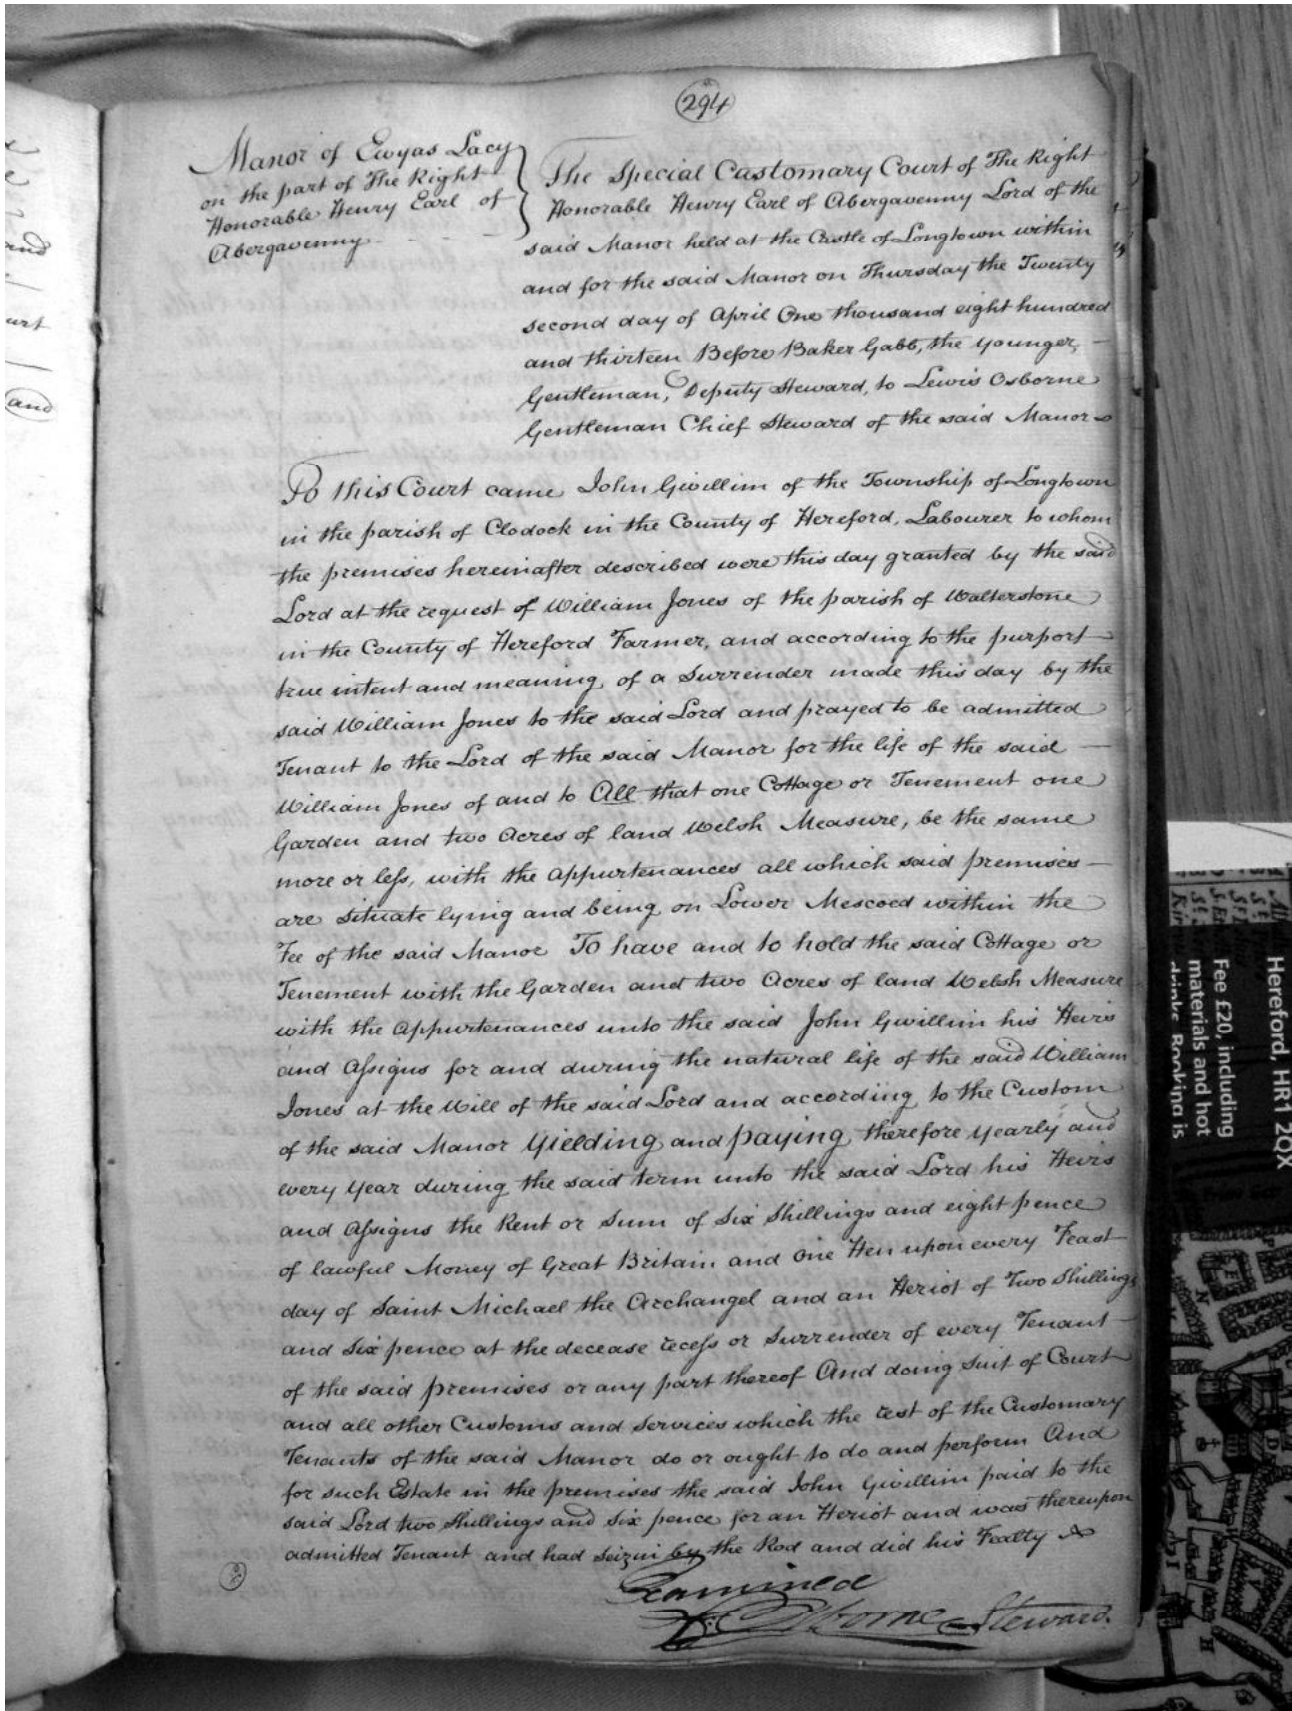 294
Manor of Ewyas Lacy
on the part of The Right
Honorable Henry Earl of
Abergavenny
The Special Castomary Court of The Right
Honorable Henry Earl of Abergavenny Lord of the
said Manor held at the Castle of Longtown within
and for the said Manor on Thursday the Twenty
second day of April One thousand eight hundred
and thirteen Before Baker Gabb, the younger,
Gentleman, Deputy Steward, to Lewis Osborne
Gentleman Chief Steward of the said Manor
To this Court came John Gwillim of the Township of Longtown
in the parish of Clodock in the County of Hereford, Labourer to whom
the premises hereinafter described were this day granted by the said
Lord at the request of William Jones of the parish of Walterstone
in the County of Hereford Farmer, and according to the purport
true intent and meaning of a Surrender made this day by the
said William Jones to the said Lord and prayed to be admitted
Tenant to the Lord of the said Manor for the life of the said
William Jones of and to All that one Cottage or Tenement one
Garden and two Acres of land Welsh Measure, be the same
more or less, with the appurtenances all which said premises
are situate lying and being on Lower Mescoed within the
Fee of the said Manor To have and to hold the said Cottage or
Tenement with the Garden and two Acres of land Welsh Measure
with the appurtenances unto the said John Gwillim his Heirs
and Assigns for and during the natural life of the said William
Jones at the Will of the said Lord and according to the Custom
of the said Manor Yielding and paying therefore yearly and
every year during the said term unto the said Lord his Heirs
and Assigns the Rent or Sum of Six Shillings and eight pence
of lawful Money of Great Britain and One Hen upon every Feast
day of Saint Michael the Archangel and an Heriot of Two Shillings
and Six pence at the decease recess or Surrender of every Tenant
of the said premises or any part thereof And doing Suit of Court
and all other Customs and Services which the rest of the Customary
Tenants of the said Manor do or ought to do and perform And
for such Estate in the premises the said John Gwillim paid to the
said Lord two Shillings and six pence for an Heriot and was thereupon
admitted Tenant and had Seizin by the Rod and did his Fealty
Examined
Osborne Steward.
and
urt
and
Hereford, HR1 2QX
Fee £20, including
materials and hot
drinks. Booking is